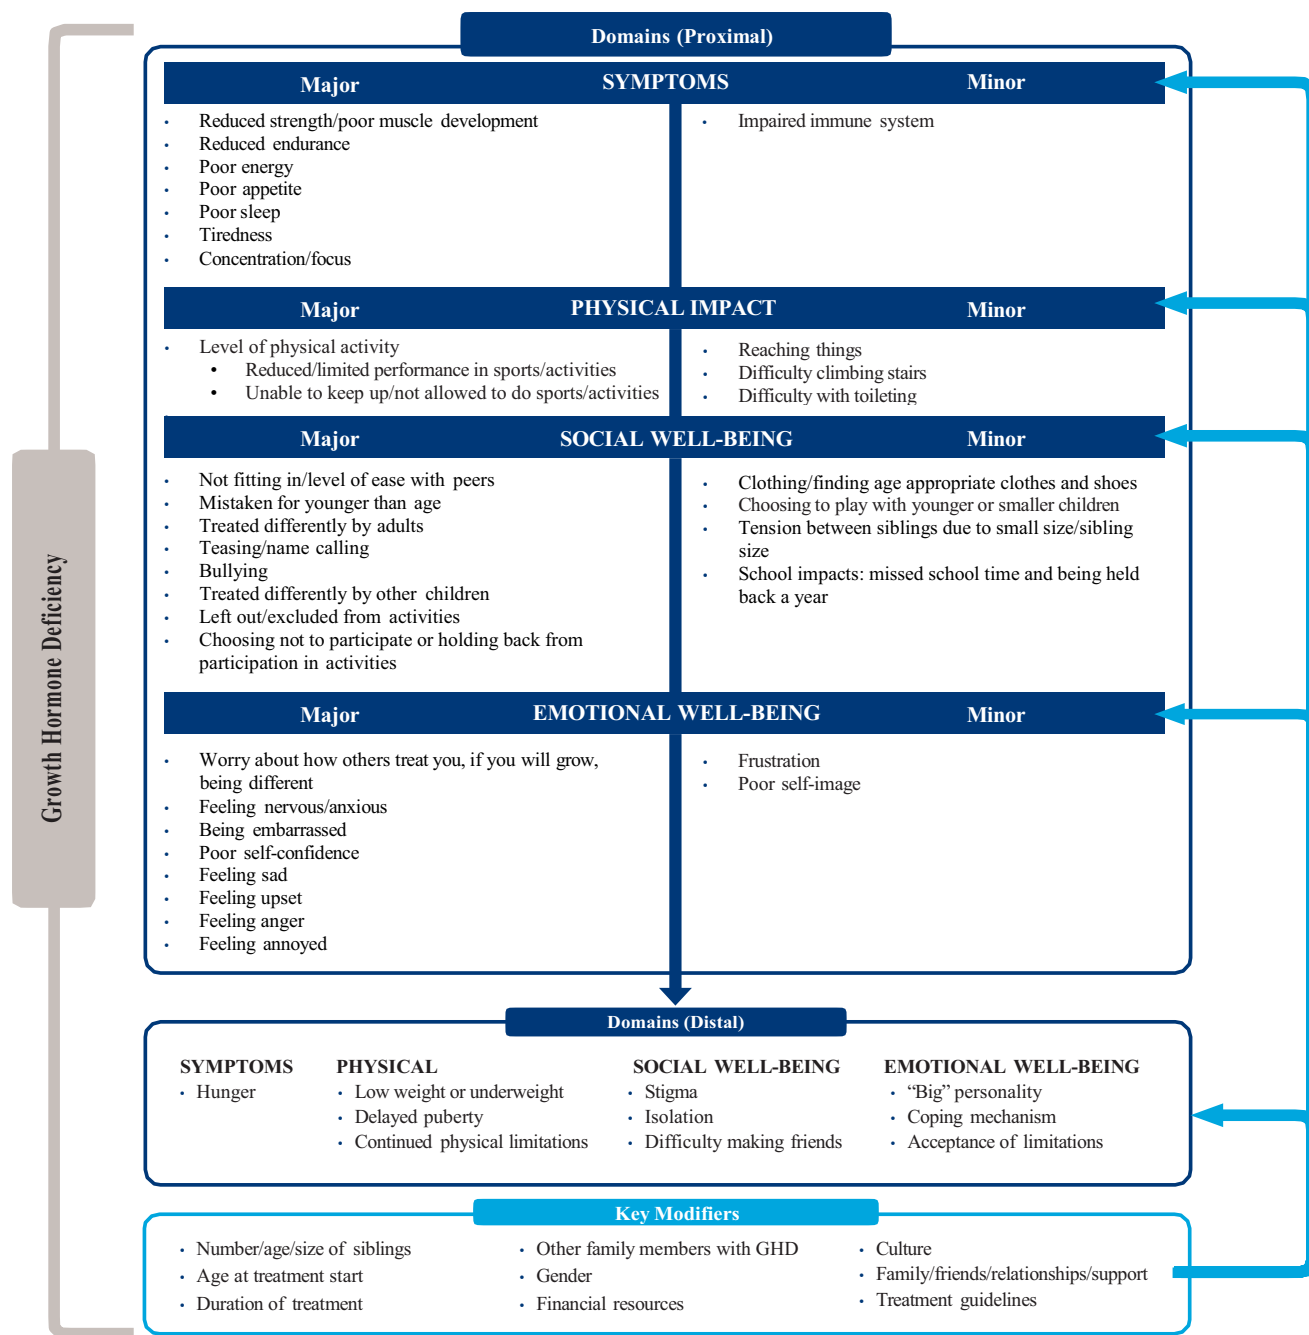 Domains (Proximal)
Major SYMPTOMS Minor
Reduced strength/poor muscle development
Reduced endurance
Poor energy
Poor appetite
Poor sleep
Tiredness
Concentration/focus
Impaired immune system
Major PHYSICAL IMPACT Minor
Level of physical activity
Reduced/limited performance in sports/activities
Unable to keep up/not allowed to do sports/activities
Reaching things
Difficulty climbing stairs
Difficulty with toileting
Major SOCIAL WELL-BEING Minor
Not fitting in/level of ease with peers
Mistaken for younger than age
Treated differently by adults
Teasing/name calling
Bullying
Treated differently by other children
Left out/excluded from activities
Choosing not to participate or holding back from
participation in activities
Clothing/finding age appropriate clothes and shoes
Choosing to play with younger or smaller children
Tension between siblings due to small size/sibling
size
School impacts: missed school time and being held
back a year
Major EMOTIONAL WELL-BEING Minor
Worry about how others treat you, if you will grow,
being different
Feeling nervous/anxious
Being embarrassed
Poor self-confidence
Feeling sad
Feeling upset
Feeling anger
Feeling annoyed
Frustration
Poor self-image
Growth Hormone Deficiency
Domains (Distal)
SYMPTOMS
Hunger
PHYSICAL
Low weight or underweight
Delayed puberty
Continued physical limitations
SOCIAL WELL-BEING
Stigma
Isolation
Difficulty making friends
EMOTIONAL WELL-BEING
“Big” personality
Coping mechanism
Acceptance of limitations
Key Modifiers
Number/age/size of siblings
Age at treatment start
Duration of treatment
Other family members with GHD
Gender
Financial resources
Culture
Family/friends/relationships/support
Treatment guidelines